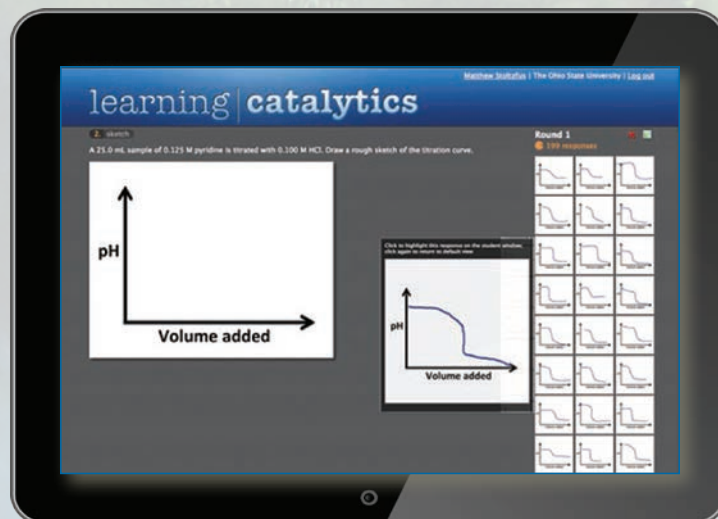 Matthew Stoltzfus | The Ohio State University | Log out
learning | catalytics
2. sketch
A 25.0 mL sample of 0.125 M pyridine is titrated with 0.100 M HCl. Draw a rough sketch of the titration curve.
Round 1
199 responses
pH
Volume added
Click to highlight this response on the student window,
click again to return to default view
pH
Volume added